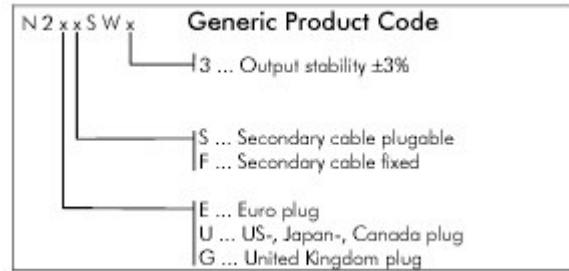 N 2 x x S W x Generic Product Code
3 ... Output stability ±3%
S ... Secondary cable plugable
F ... Secondary cable fixed
E ... Euro plug
U ... US-, Japan-, Canada plug
G ... United Kingdom plug